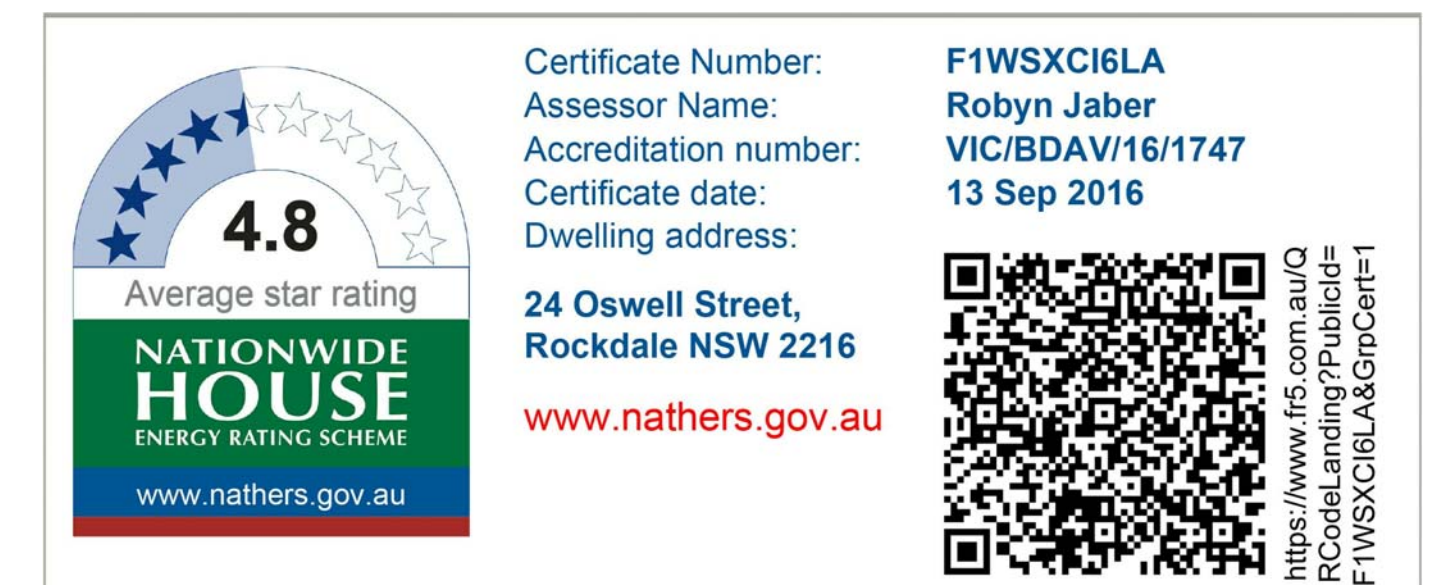 4.8
Average star rating
NATIONWIDE
HOUSE
ENERGY RATING SCHEME
www.nathers.gov.au
Certificate Number: F1WSXCI6LA
Assessor Name: Robyn Jaber
Accreditation number: VIC/BDAV/16/1747
Certificate date: 13 Sep 2016
Dwelling address:
24 Oswell Street,
Rockdale NSW 2216
www.nathers.gov.au
https://www.fr5.com.au/Q
RCodeLanding?PublicId=
F1WSXCI6LA&GrpCert=1